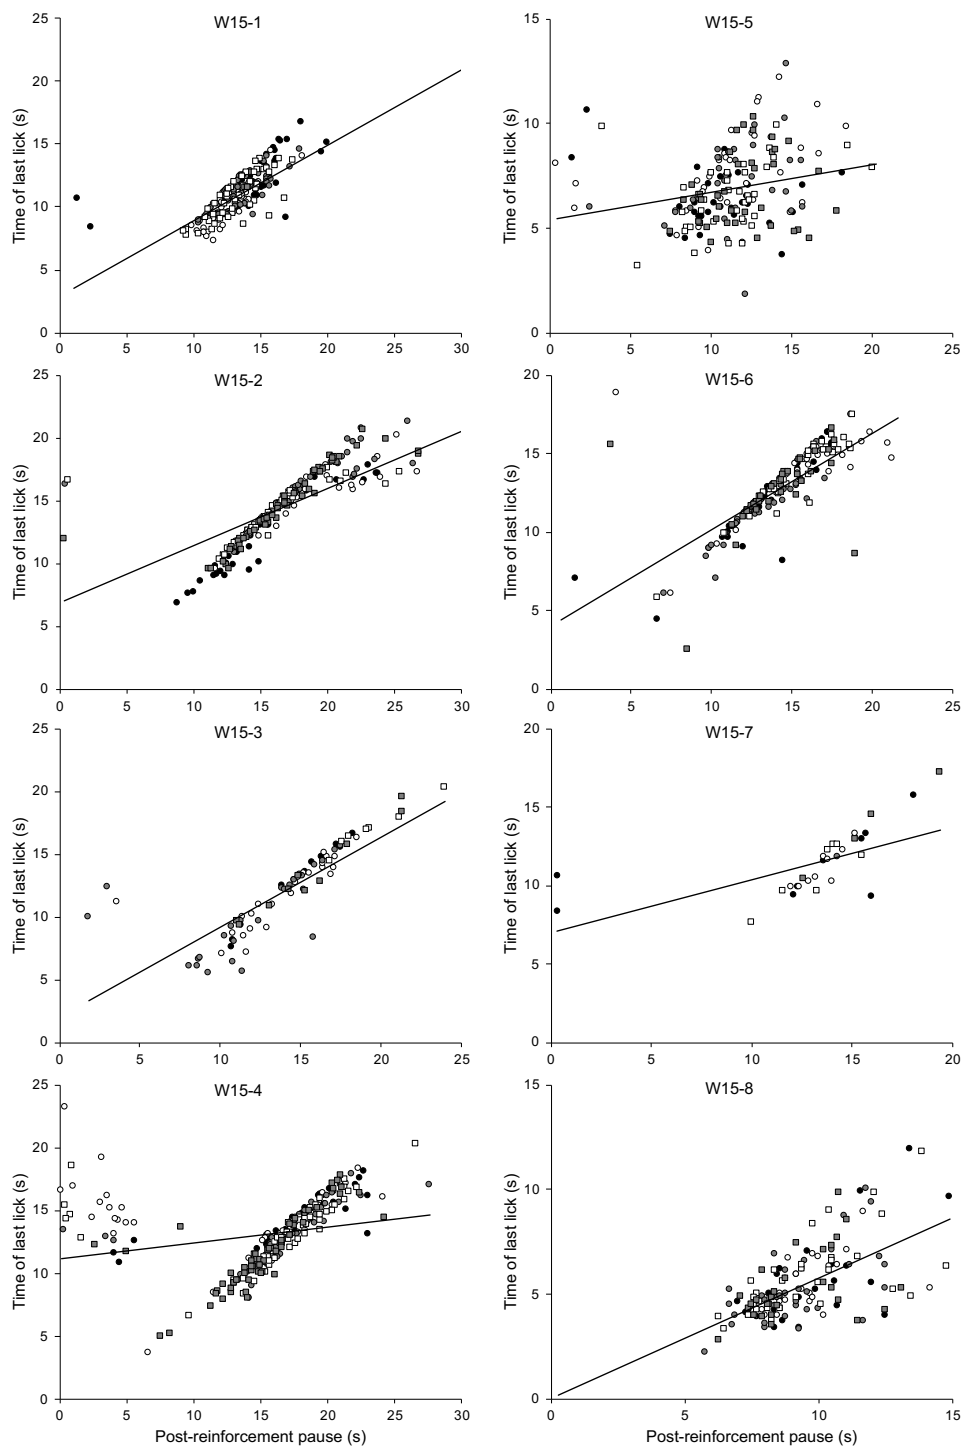 W15-1
25
20
15
10
5
0
Time of last lick (s)
0 5 10 15 20 25 30
W15-5
15
10
5
0
Time of last lick (s)
0 5 10 15 20 25
W15-2
25
20
15
10
5
0
Time of last lick (s)
0 5 10 15 20 25 30
W15-6
20
15
10
5
0
Time of last lick (s)
0 5 10 15 20 25
W15-3
25
20
15
10
5
0
Time of last lick (s)
0 5 10 15 20 25
W15-7
20
15
10
5
0
Time of last lick (s)
0 5 10 15 20
W15-4
25
20
15
10
5
0
Time of last lick (s)
0 5 10 15 20 25 30
Post-reinforcement pause (s)
W15-8
15
10
5
0
Time of last lick (s)
0 5 10 15
Post-reinforcement pause (s)